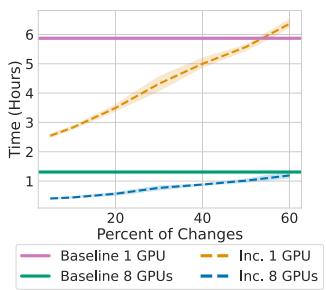 6
5
4
3
2
1
Time (Hours)
20 40 60
Percent of Changes
Baseline 1 GPU Inc. 1 GPU
Baseline 8 GPUs Inc. 8 GPUs